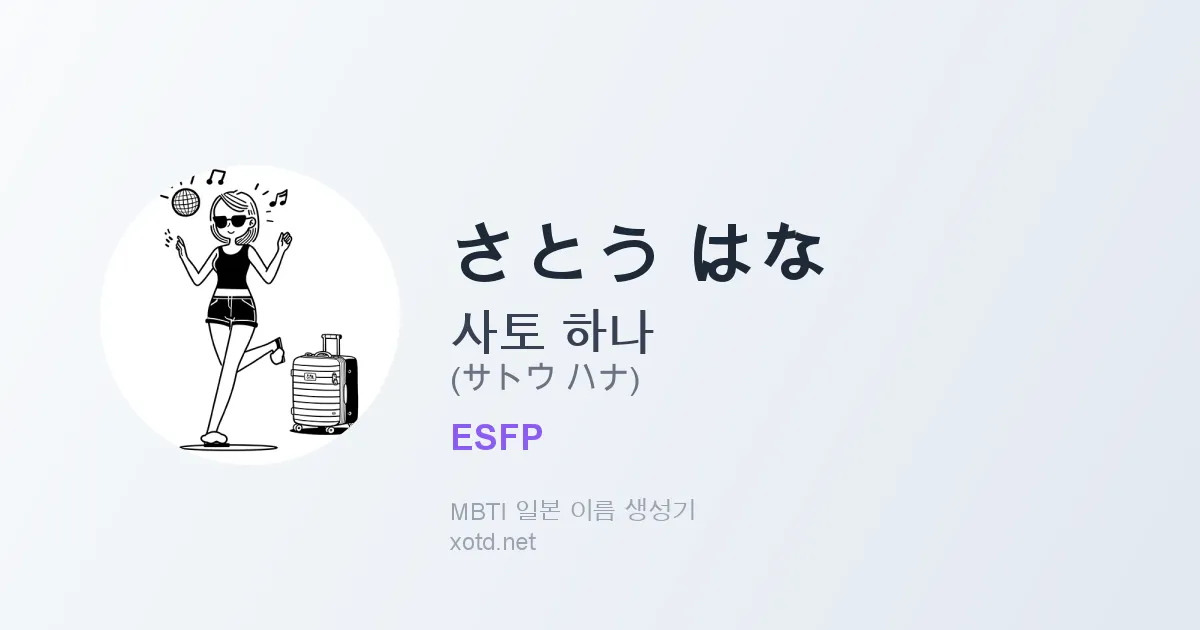 さとう はな
사토 하나
(サトウ ハナ)
ESFP
MBTI 일본 이름 생성기
xotd.net